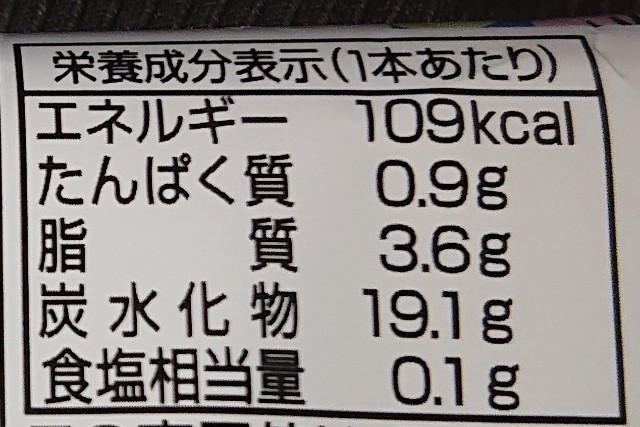 栄養成分表示(1本あたり)
エネルギー 109kcal
たんぱく質 0.9g
脂質 3.6g
炭水化物 19.1g
食塩相当量 0.1g